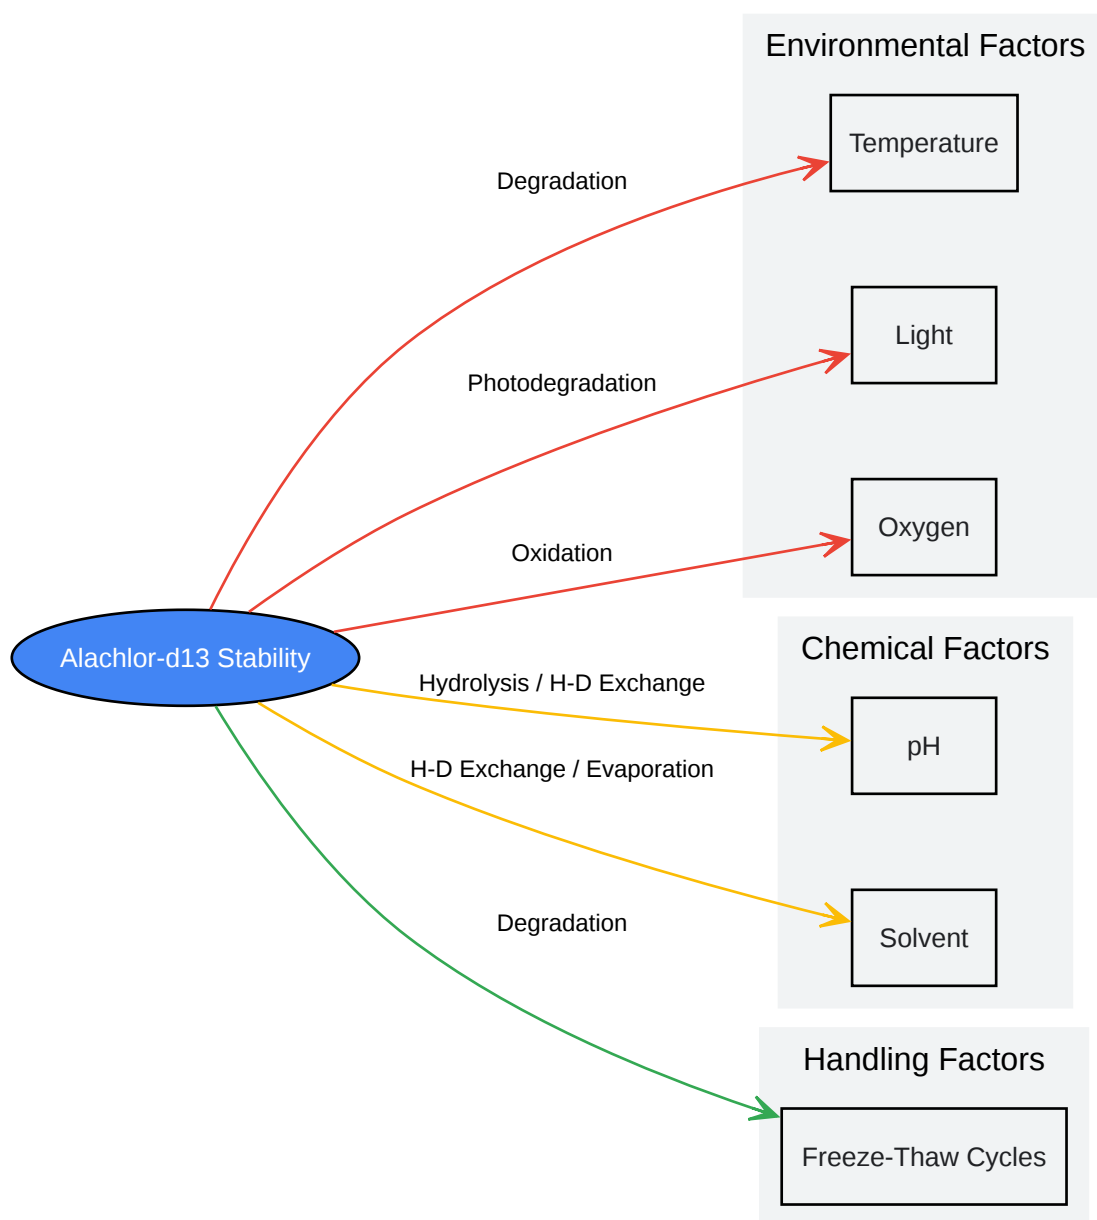 Environmental Factors
Temperature
Degradation
Light
Photodegradation
Oxygen
Oxidation
Alachlor-d13 Stability
Chemical Factors
Hydrolysis / H-D Exchange
pH
H-D Exchange / Evaporation
Solvent
Degradation
Handling Factors
Freeze-Thaw Cycles